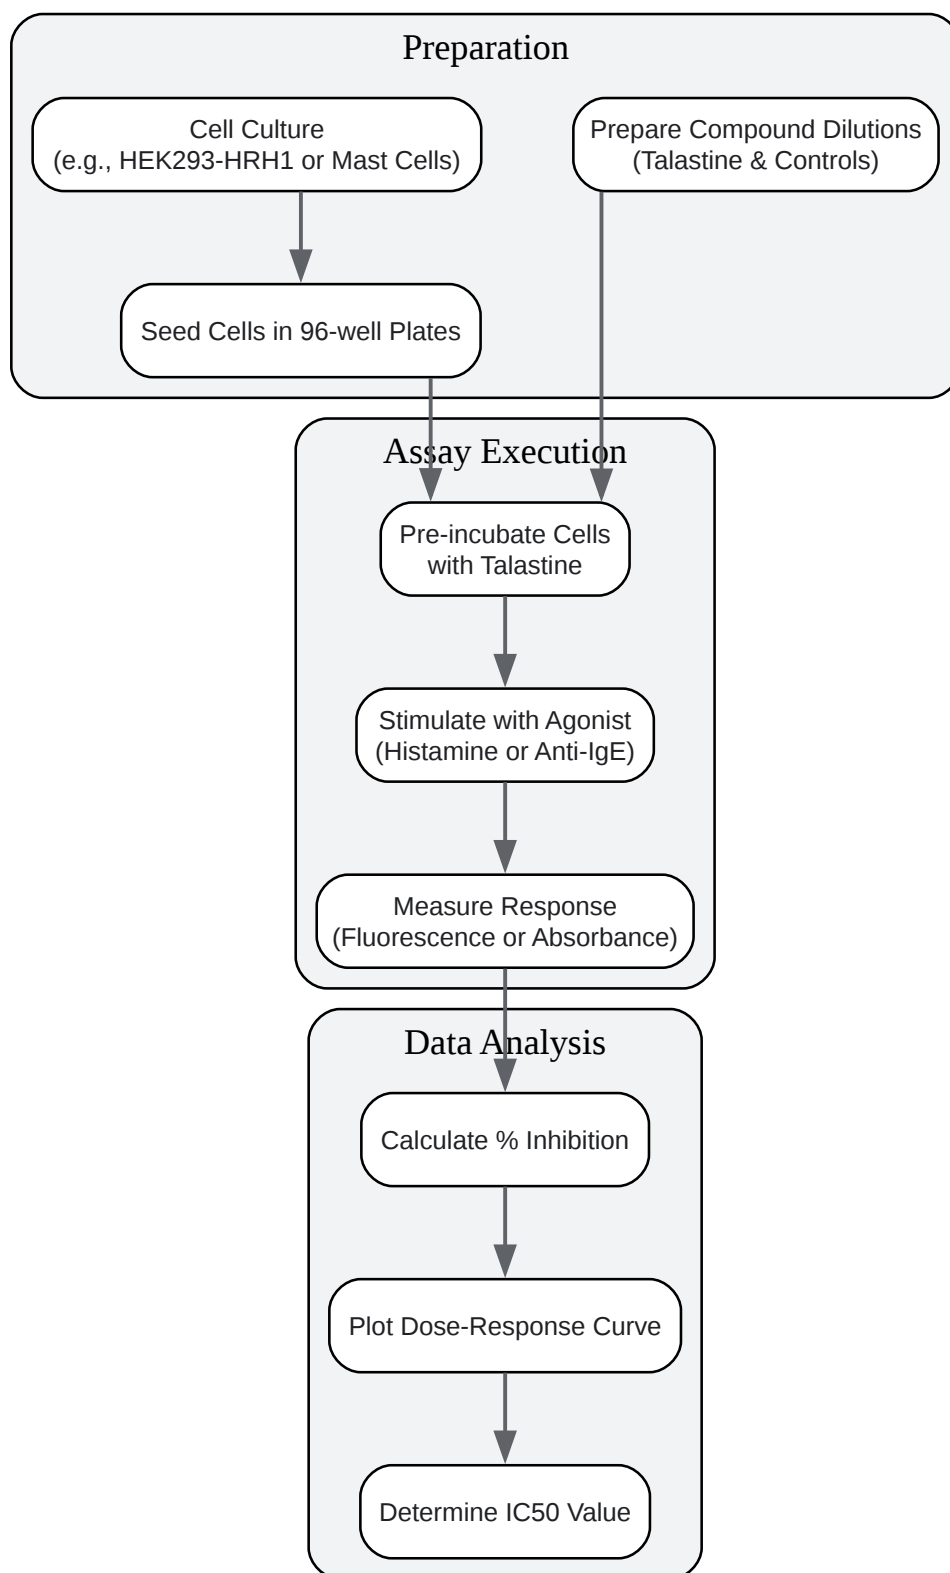 Preparation
Cell Culture
(e.g., HEK293-HRH1 or Mast Cells)
Prepare Compound Dilutions
(Talastine & Controls)
Seed Cells in 96-well Plates
Assay Execution
Pre-incubate Cells
with Talastine
Stimulate with Agonist
(Histamine or Anti-IgE)
Measure Response
(Fluorescence or Absorbance)
Data Analysis
Calculate % Inhibition
Plot Dose-Response Curve
Determine IC50 Value